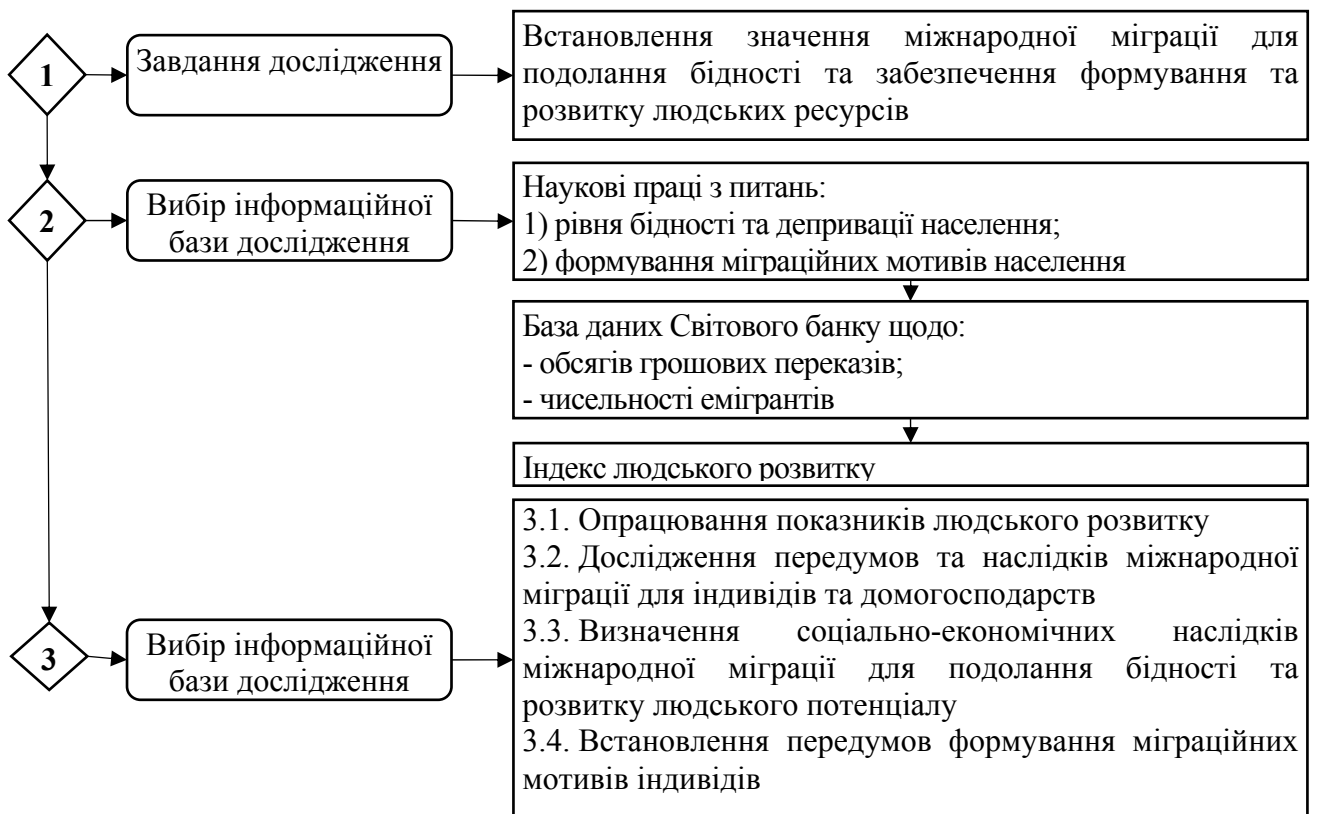 1
Завдання дослідження
Встановлення значення міжнародної міграції для
подолання бідності та забезпечення формування та
розвитку людських ресурсів
2
Вибір інформаційної
бази дослідження
Наукові праці з питань:
1) рівня бідності та депривації населення;
2) формування міграційних мотивів населення
База даних Світового банку щодо:
- обсягів грошових переказів;
- чисельності емігрантів
Індекс людського розвитку
3
Вибір інформаційної
бази дослідження
3.1. Опрацювання показників людського розвитку
3.2. Дослідження передумов та наслідків міжнародної
міграції для індивідів та домогосподарств
3.3. Визначення соціально-економічних наслідків
міжнародної міграції для подолання бідності та
розвитку людського потенціалу
3.4. Встановлення передумов формування міграційних
мотивів індивідів